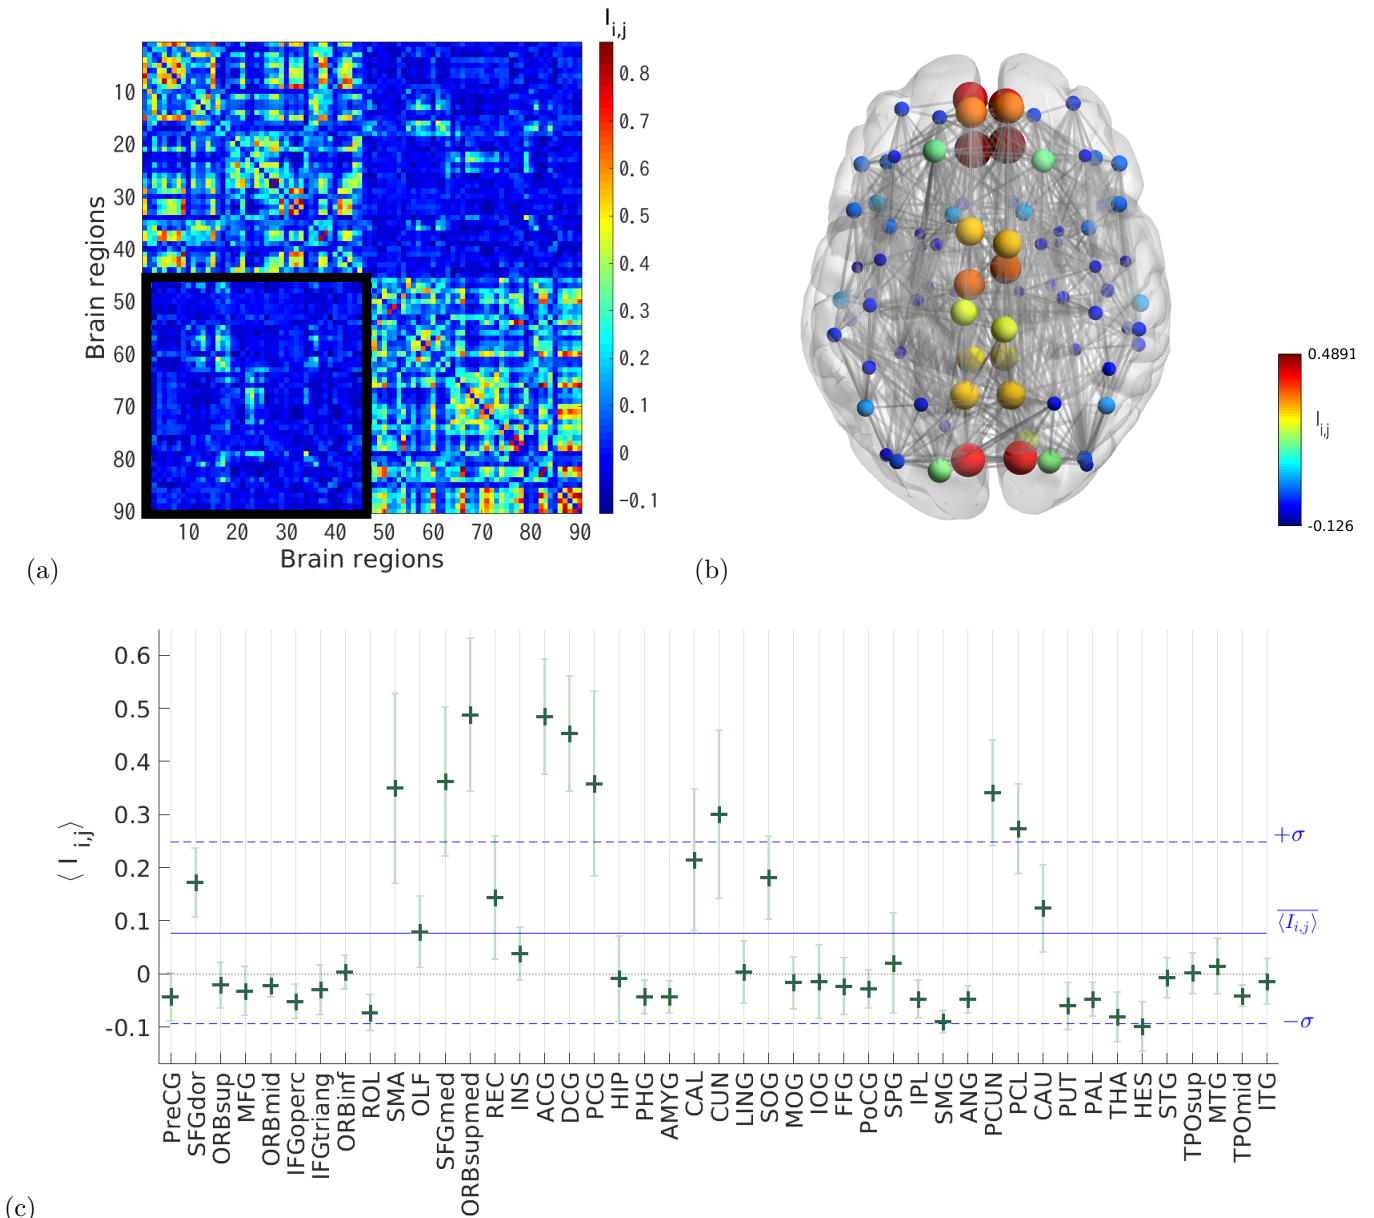 I i,j
0.8
0.7
0.6
0.5
0.4
0.3
0.2
0.1
0
−0.1
Brain regions
10
20
30
40
50
60
70
80
90
10 20 30 40 50 60 70 80 90
Brain regions
(a)
0.4891
I i,j
-0.126
(b)
⟨ I i,j⟩
0.6
0.5
0.4
0.3
0.2
0.1
0
-0.1
+σ
⟨I i,j⟩
−σ
PreCG SFGdor ORBsup MFG ORBmid IFGoperc IFGtriang ORBinf ROL SMA OLF SFGmed ORBsupmed REC INS ACG DCG PCG HIP PHG AMYG CAL CUN LING SOG MOG IOG FFG PoCG SPG IPL SMG ANG PCUN PCL CAU PUT PAL THA HES STG TPOsup MTG TPOmid ITG
(c)